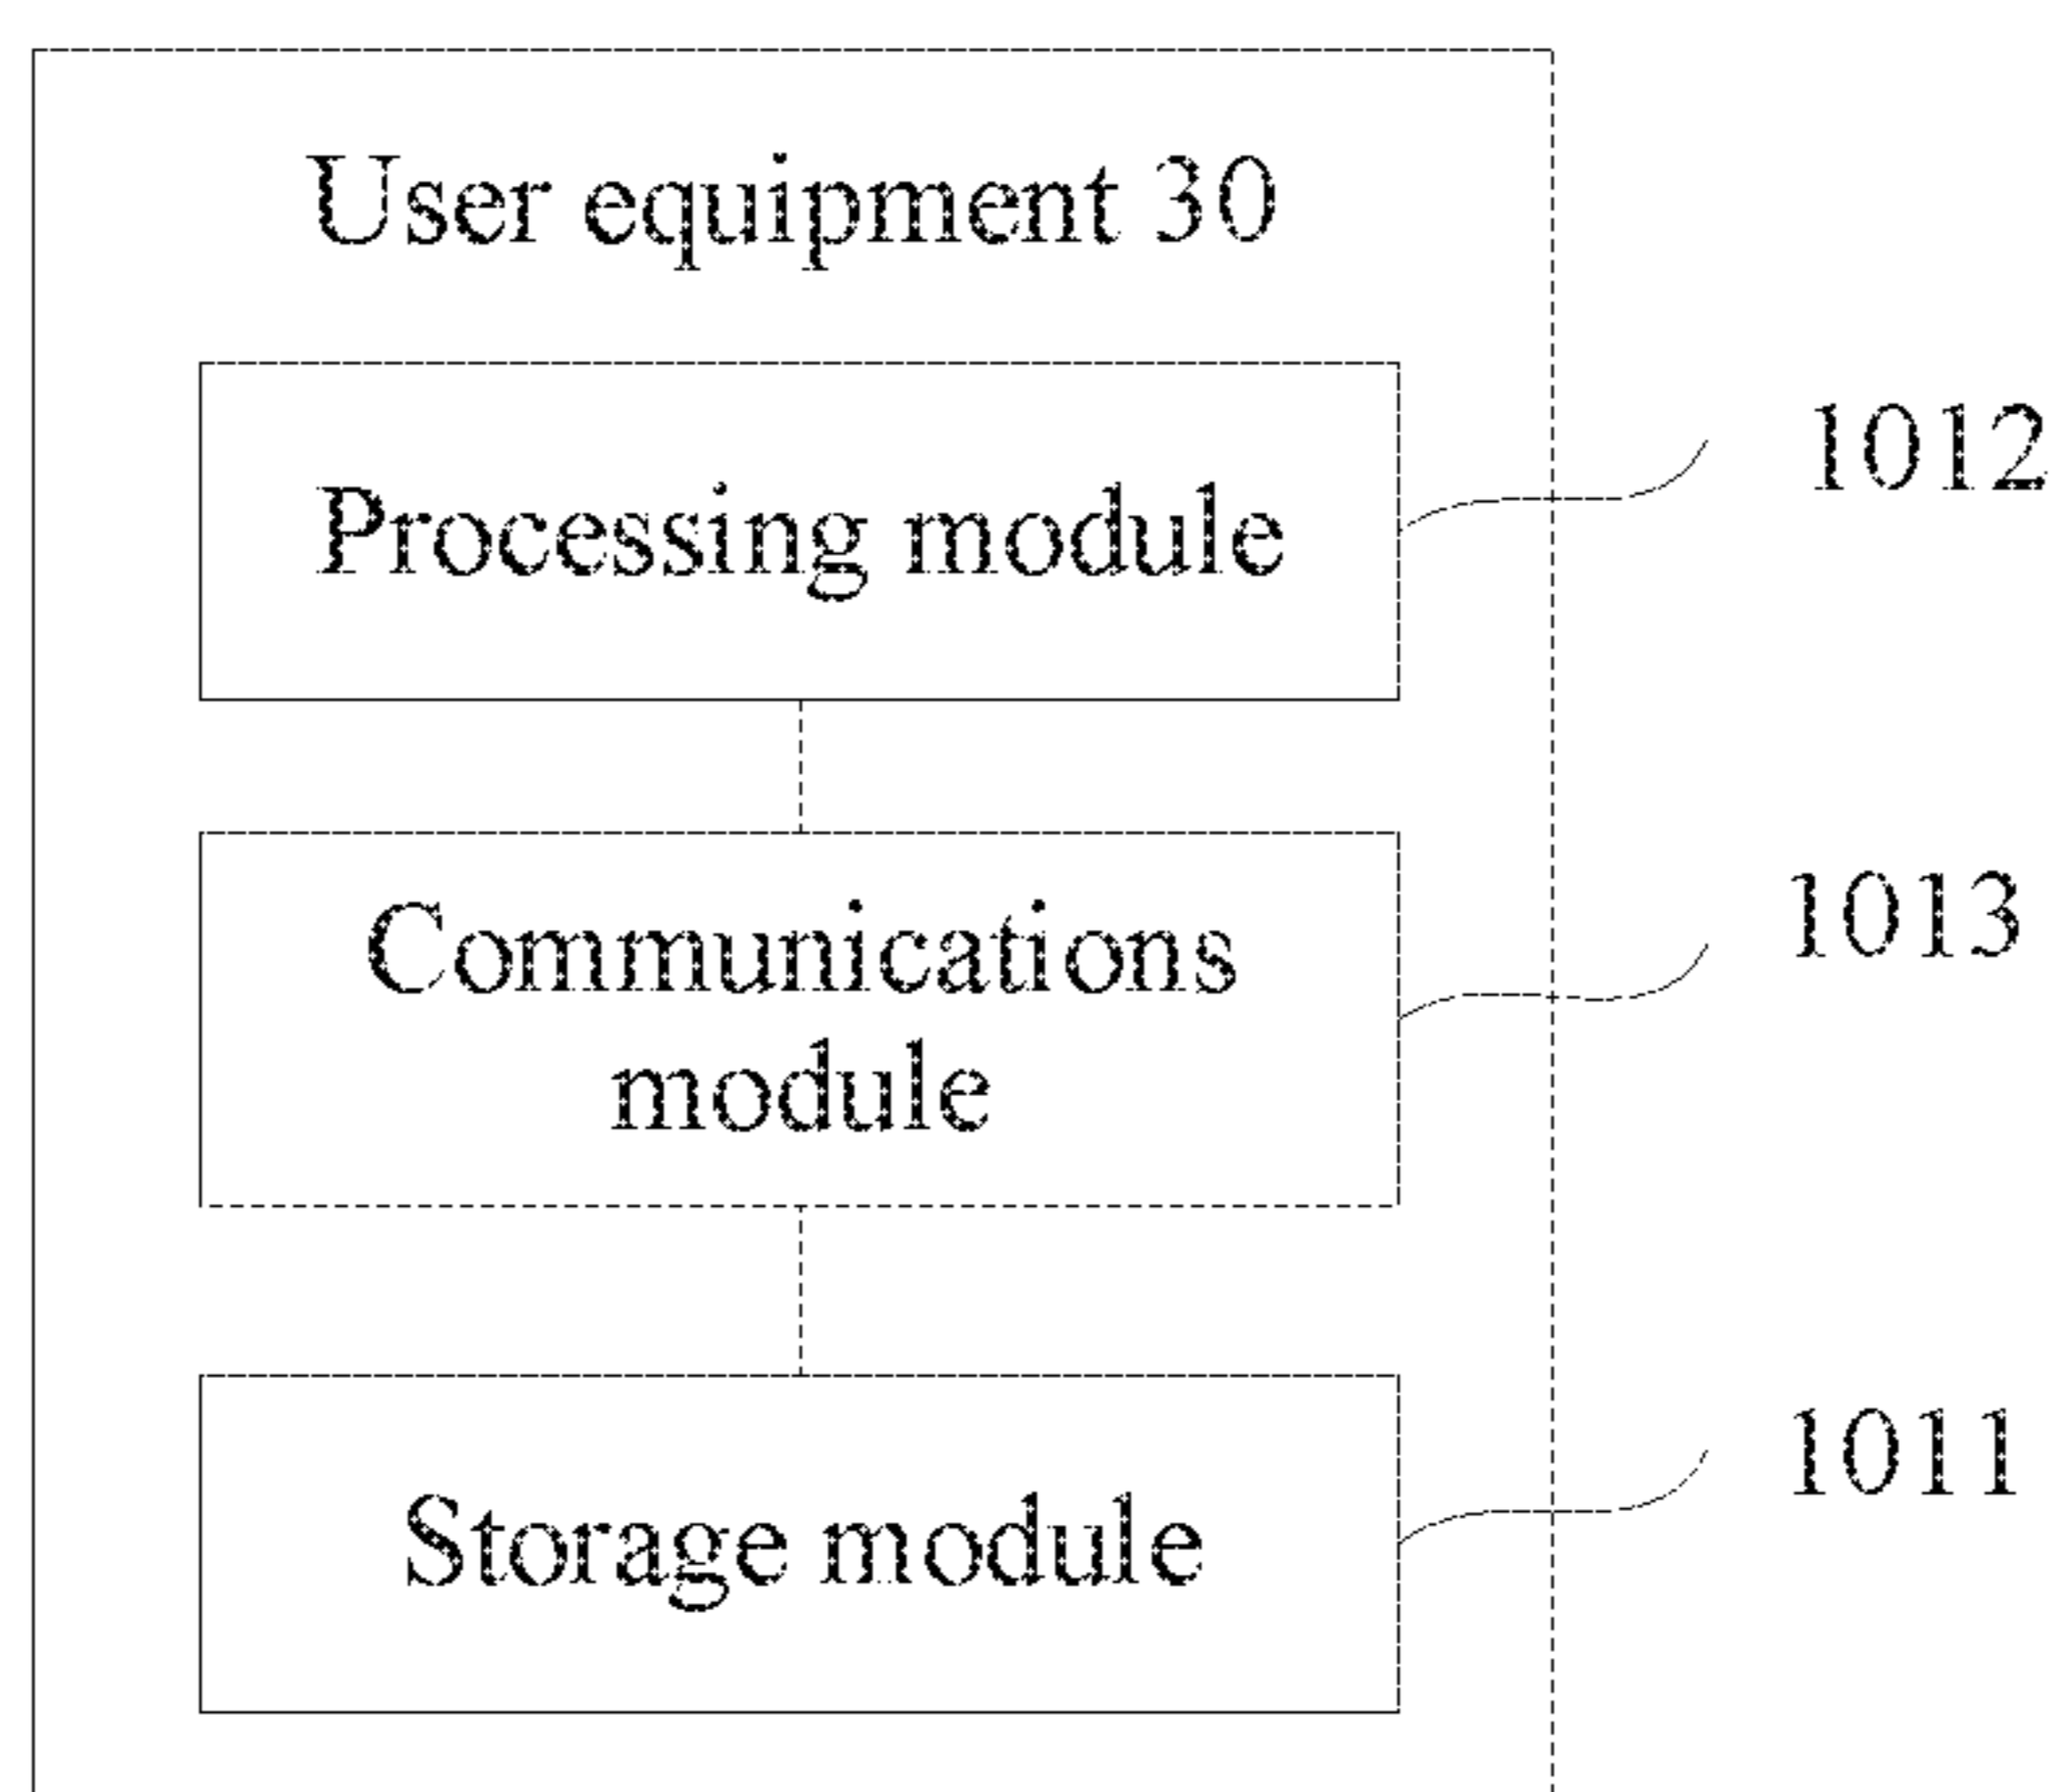 User equipment 30
Processing module
1012
Communications
module
1013
Storage module
1011